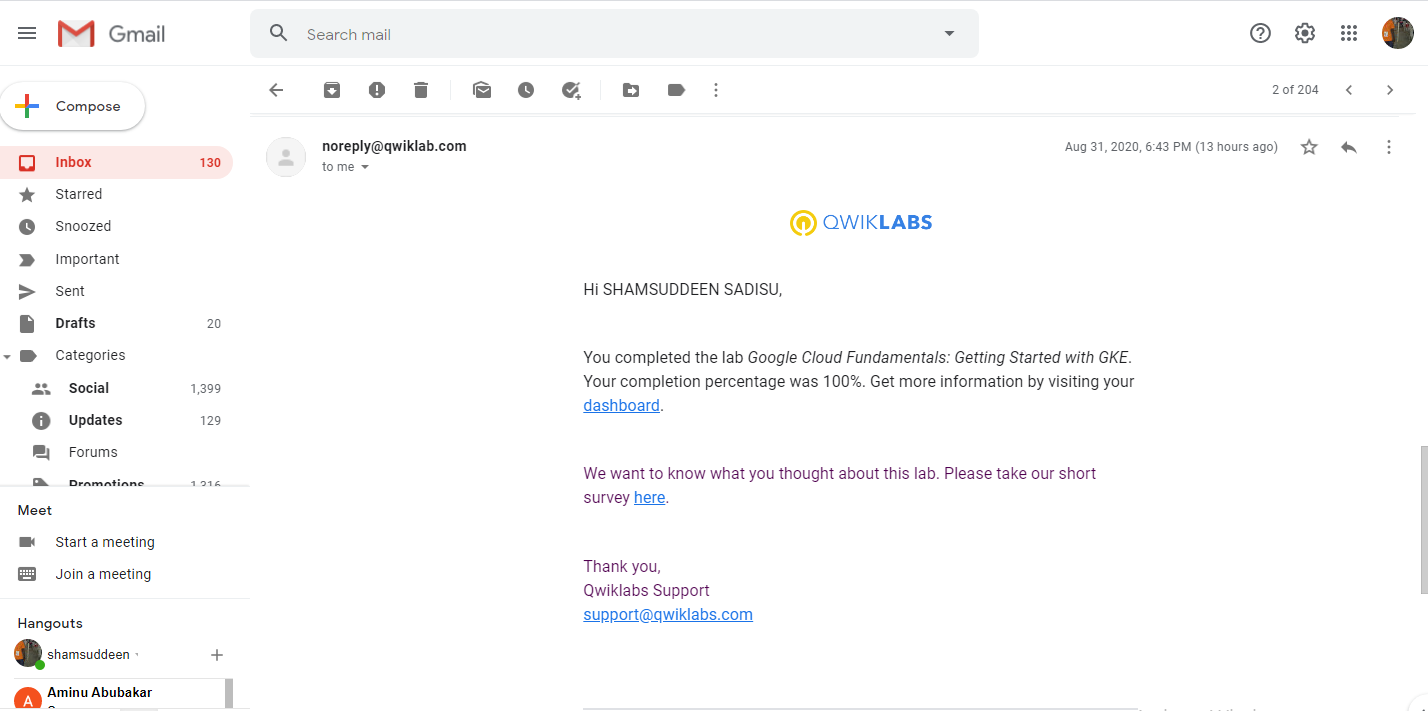 Gmail
Search mail
Compose
2 of 204
Inbox 130
Starred
Snoozed
Important
Sent
Drafts 20
Categories
Social 1,399
Updates 129
Forums
Promotions 1,316
Meet
Start a meeting
Join a meeting
Hangouts
shamsuddeen
A
Aminu Abubakar
noreply@qwiklab.com
Aug 31, 2020, 6:43 PM (13 hours ago)
to me
QWIKLABS
Hi SHAMSUDDEEN SADISU,
You completed the lab Google Cloud Fundamentals: Getting Started with GKE.
Your completion percentage was 100%. Get more information by visiting your
dashboard.
We want to know what you thought about this lab. Please take our short
survey here.
Thank you,
Qwiklabs Support
support@qwiklabs.com